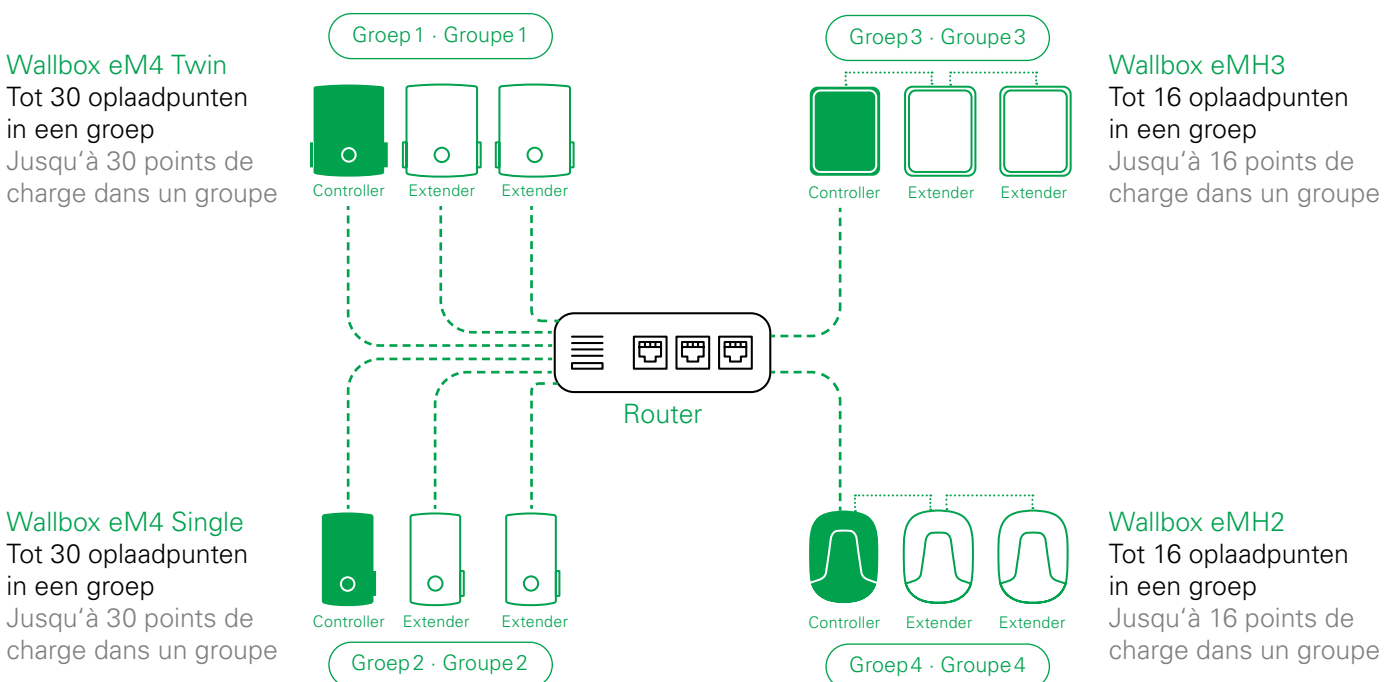 Groep 1 · Groupe 1
Wallbox eM4 Twin
Tot 30 oplaadpunten
in een groep
Jusqu‘à 30 points de
charge dans un groupe
Controller
Extender
Extender
Groep 3 · Groupe 3
Controller
Extender
Extender
Wallbox eMH3
Tot 16 oplaadpunten
in een groep
Jusqu‘à 16 points de
charge dans un groupe
Router
Wallbox eM4 Single
Tot 30 oplaadpunten
in een groep
Jusqu‘à 30 points de
charge dans un groupe
Controller
Extender
Extender
Groep 2 · Groupe 2
Controller
Extender
Extender
Groep 4 · Groupe 4
Wallbox eMH2
Tot 16 oplaadpunten
in een groep
Jusqu‘à 16 points de
charge dans un groupe